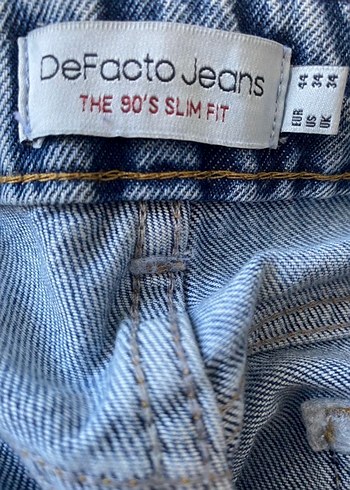 DeFacto Jeans
THE 90'S SLIM FIT
EUR 44
US 34
UK 34